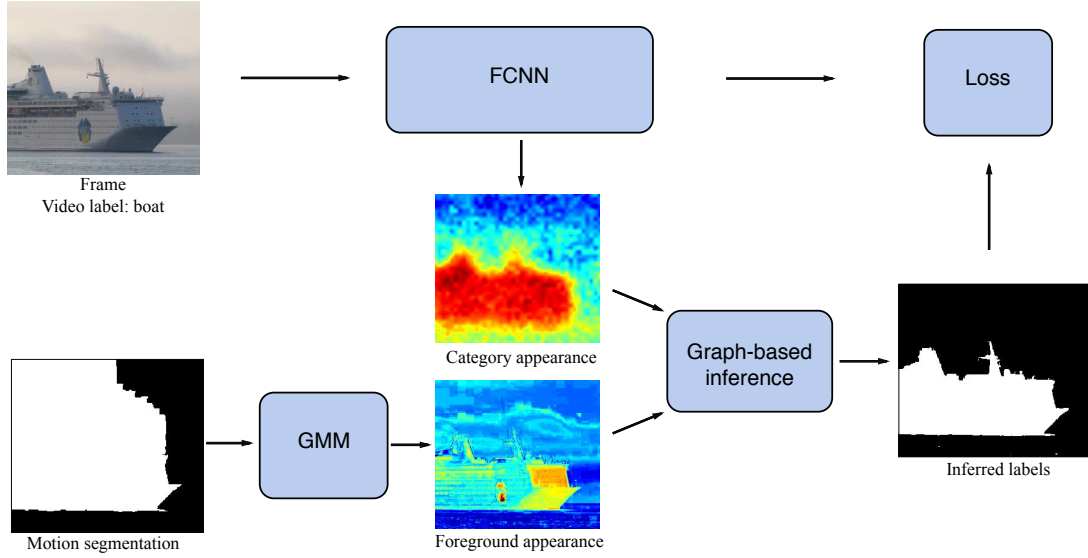 FCNN
Loss
Frame
Video label: boat
Category appearance
Graph-based
inference
GMM
Motion segmentation
Foreground appearance
Inferred labels